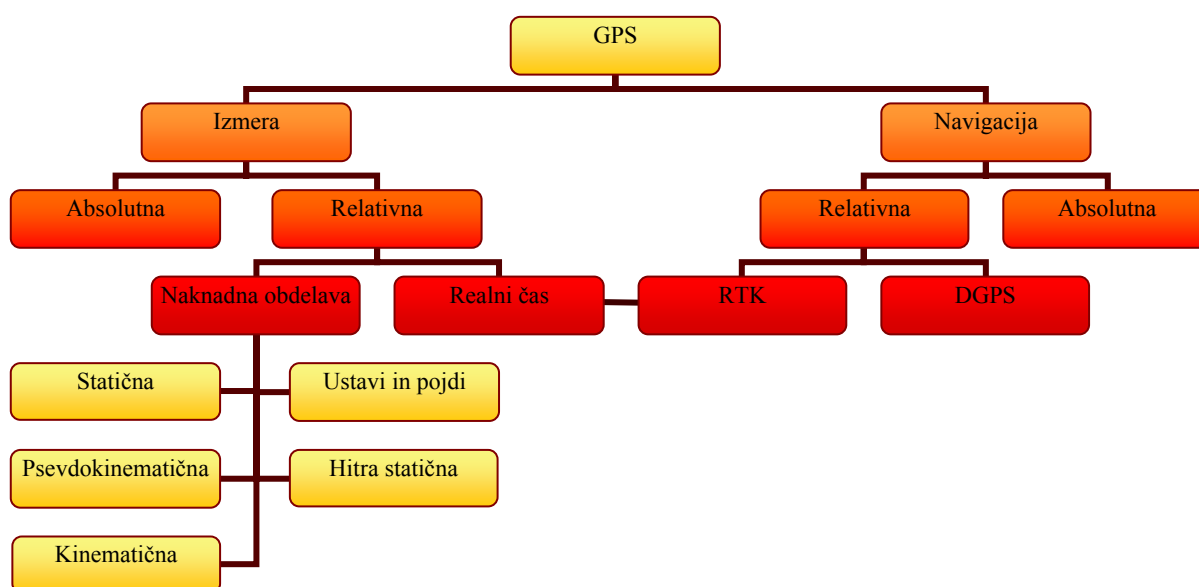 GPS
Izmera
Navigacija
Absolutna
Relativna
Relativna
Absolutna
Naknadna obdelava
Realni čas
RTK
DGPS
Statična
Ustavi in pojdi
Psevdokinematična
Hitra statična
Kinematična